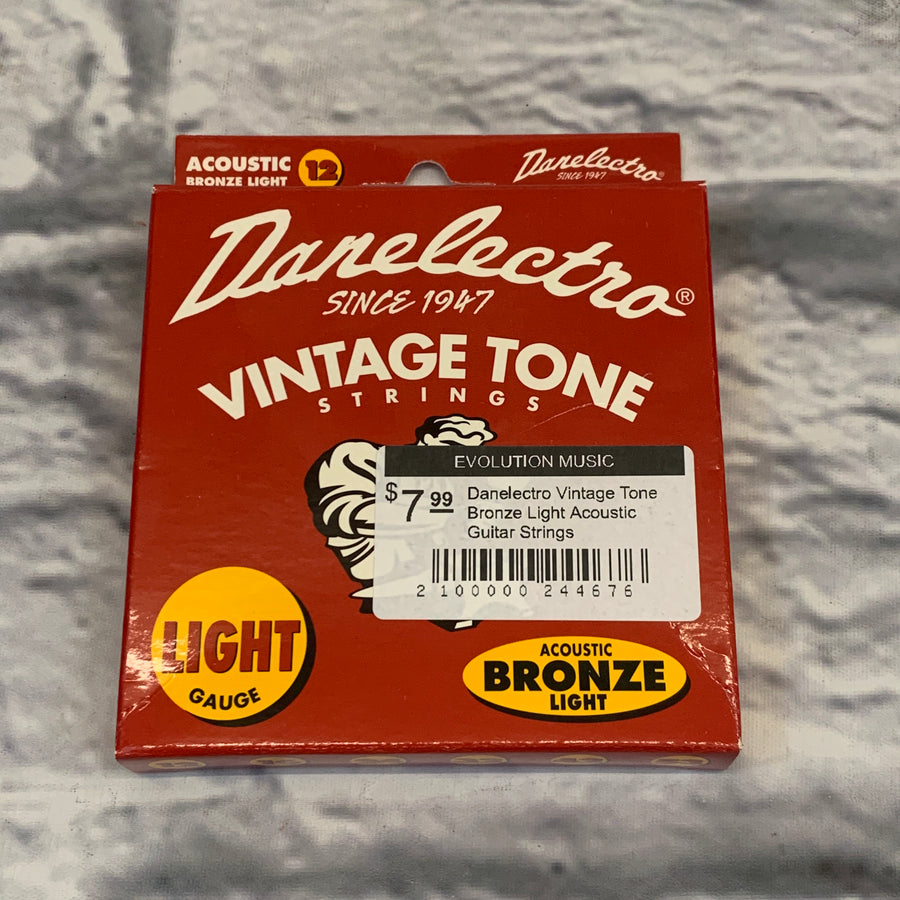 ACOUSTIC 12
BRONZE LIGHT
Danelectro
SINCE 1947
Danelectro®
SINCE 1947
VINTAGE TONE
STRINGS
EVOLUTION MUSIC
$7.99 Danelectro Vintage Tone
Bronze Light Acoustic
Guitar Strings
2 100000 244676
LIGHT
GAUGE
ACOUSTIC
BRONZE
LIGHT